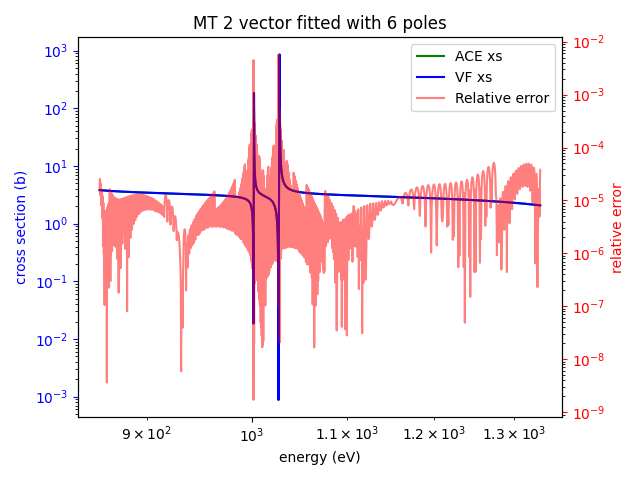 MT 2 vector fitted with 6 poles
ACE xs
VF xs
Relative error
cross section (b)
10³
10²
10¹
10⁰
10⁻¹
10⁻²
10⁻³
relative error
10⁻²
10⁻³
10⁻⁴
10⁻⁵
10⁻⁶
10⁻⁷
10⁻⁸
10⁻⁹
9 × 10² 10³ 1.1 × 10³ 1.2 × 10³ 1.3 × 10³
energy (eV)